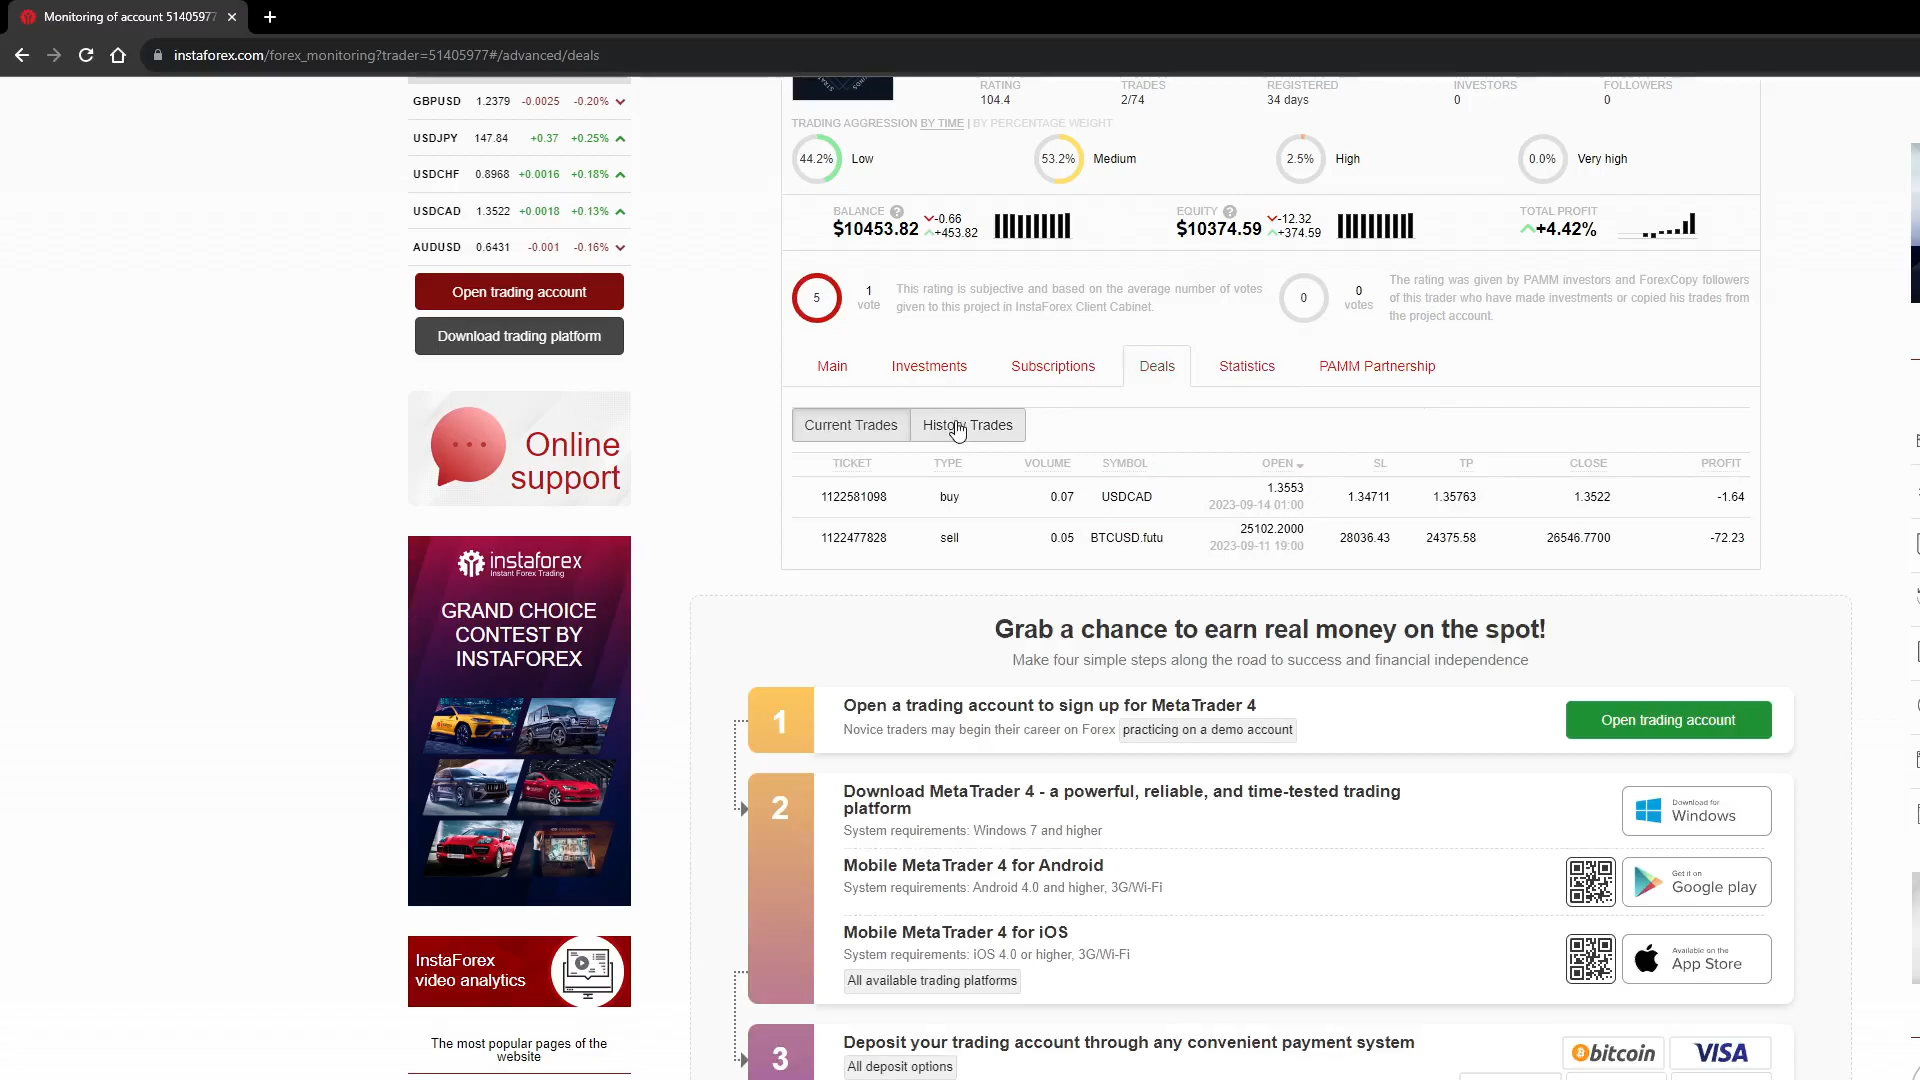 Monitoring of account 51405977
instaforex.com/forex_monitoring?trader=51405977#/advanced/deals
GBPUSD 1.2379 -0.0025 -0.20%
USDJPY 147.84 +0.37 +0.25%
USDCHF 0.8968 +0.0016 +0.18%
USDCAD 1.3522 +0.0018 +0.13%
AUDUSD 0.6431 -0.001 -0.16%
Open trading account
Download trading platform
Online
support
instaforex
Instant Forex Trading
GRAND CHOICE
CONTEST BY
INSTAFOREX
InstaForex
video analytics
The most popular pages of the
website
RATING TRADES REGISTERED INVESTORS FOLLOWERS
104.4 2/74 34 days 0 0
TRADING AGGRESSION BY TIME | BY PERCENTAGE WEIGHT
44.2% Low 53.2% Medium 2.5% High 0.0% Very high
BALANCE ? EQUITY ? TOTAL PROFIT
$10453.82 -0.66 +453.82 $10374.59 -12.32 +374.59 +4.42%
5 1 vote
This rating is subjective and based on the average number of votes
given to this project in InstaForex Client Cabinet.
0 0 votes
The rating was given by PAMM investors and ForexCopy followers
of this trader who have made investments or copied his trades from
the project account.
Main Investments Subscriptions Deals Statistics PAMM Partnership
Current Trades History Trades
TICKET TYPE VOLUME SYMBOL OPEN SL TP CLOSE PROFIT
1122581098 buy 0.07 USDCAD 1.3553 2023-09-14 01:00 1.34711 1.35763 1.3522 -1.64
1122477828 sell 0.05 BTCUSD.futu 25102.2000 2023-09-11 19:00 28036.43 24375.58 26546.7700 -72.23
Grab a chance to earn real money on the spot!
Make four simple steps along the road to success and financial independence
1
Open a trading account to sign up for MetaTrader 4
Novice traders may begin their career on Forex practicing on a demo account
Open trading account
2
Download MetaTrader 4 - a powerful, reliable, and time-tested trading
platform
System requirements: Windows 7 and higher
Download for
Windows
Mobile MetaTrader 4 for Android
System requirements: Android 4.0 and higher, 3G/Wi-Fi
Get it on
Google play
Mobile MetaTrader 4 for iOS
System requirements: iOS 4.0 or higher, 3G/Wi-Fi
All available trading platforms
Available on the
App Store
3
Deposit your trading account through any convenient payment system
All deposit options
bitcoin VISA